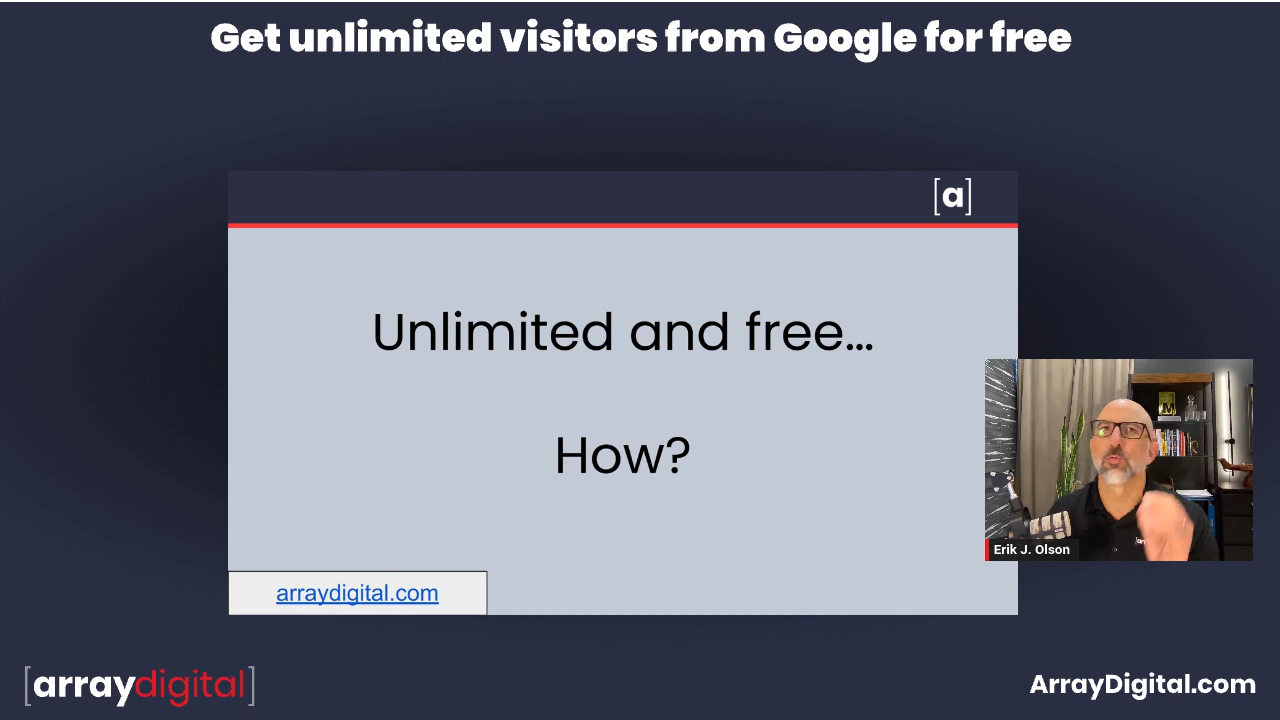 Get unlimited visitors from Google for free
[a]
Unlimited and free...
How?
Erik J. Olson
arraydigital.com
[arraydigital]
ArrayDigital.com